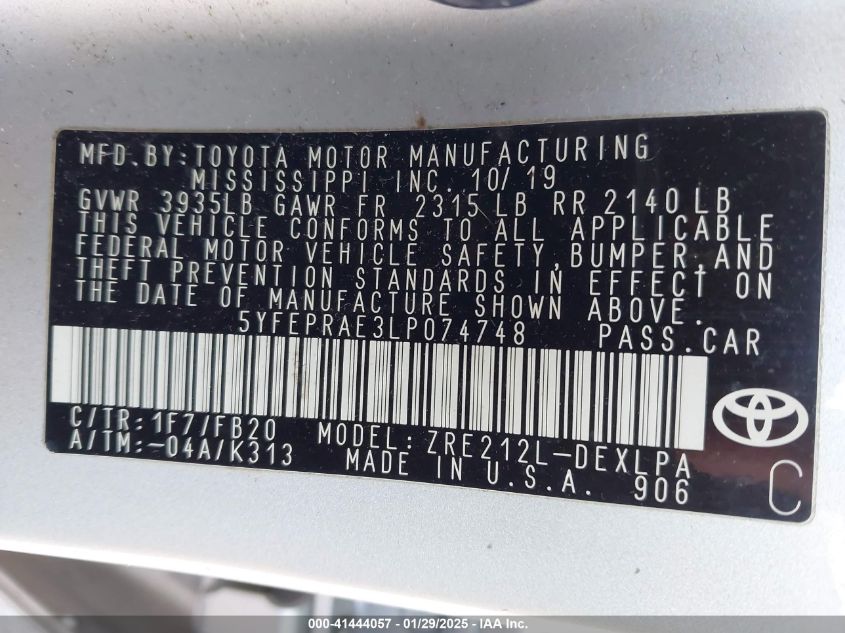 MFD.BY:TOYOTA MOTOR MANUFACTURING
MISSISSIPPI INC. 10/19
GVWR 3935LB GAWR FR 2315 LB RR 2140 LB
THIS VEHICLE CONFORMS TO ALL APPLICABLE
FEDERAL MOTOR VEHICLE SAFETY,BUMPER,AND
THEFT PREVENTION STANDARDS IN EFFECT ON
THE DATE OF MANUFACTURE SHOWN ABOVE.
5YFEPRAE3LP074748 PASS.CAR
C/TR:1F7/FB20 MODEL:ZRE212L-DEXLPA
A/TM:-04A/K313 MADE IN U.S.A. 906
C
000-41444057 - 01/29/2025 - IAA Inc.